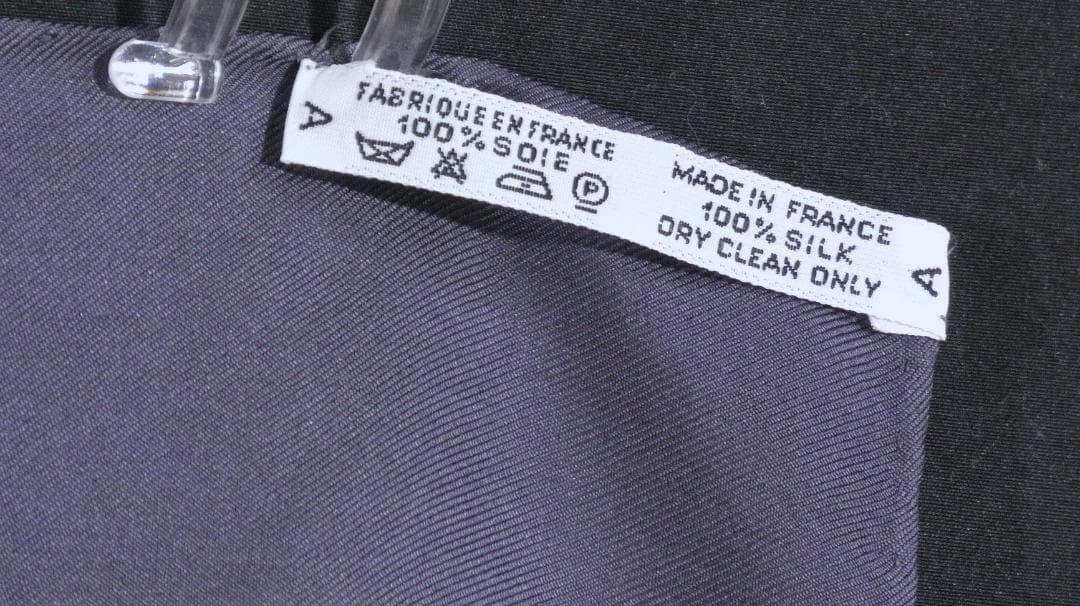 A
FABRIQUE EN FRANCE
100% SOIE
P
MADE IN FRANCE
100% SILK
DRY CLEAN ONLY
A